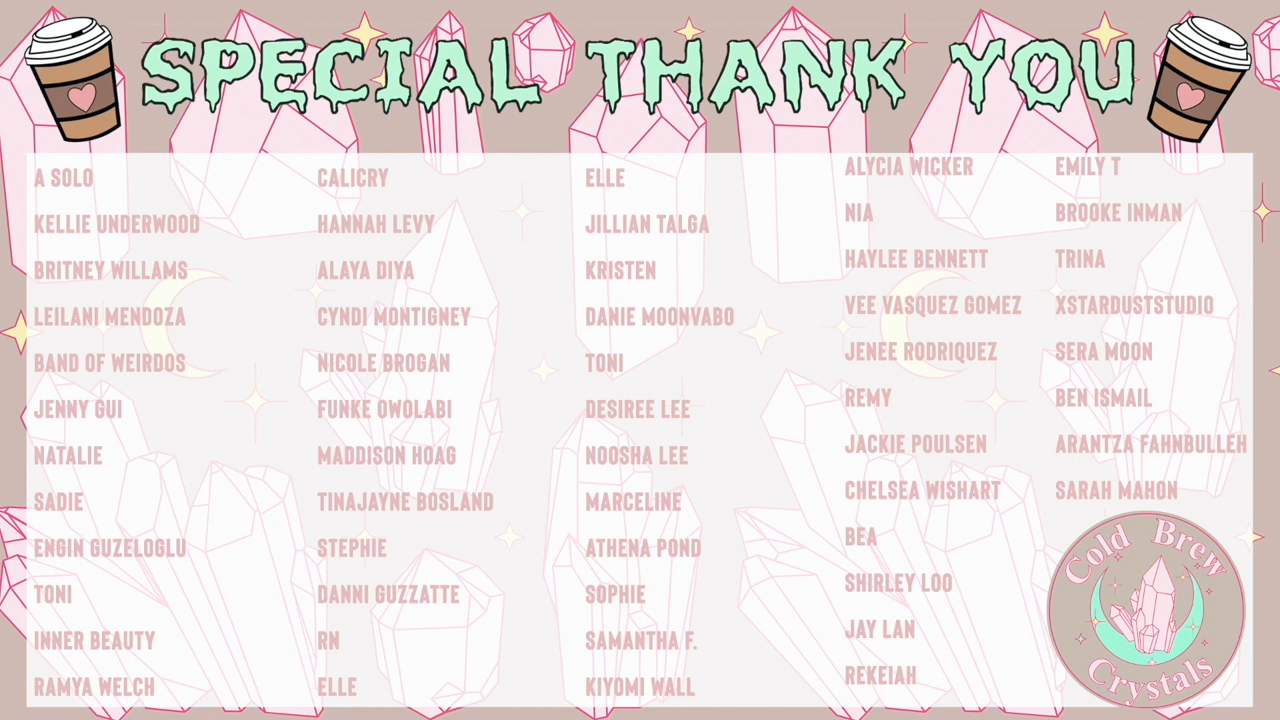 SPECIAL THANK YOU
A SOLO
KELLIE UNDERWOOD
BRITNEY WILLAMS
LEILANI MENDOZA
BAND OF WEIRDOS
JENNY GUI
NATALIE
SADIE
ENGIN GUZELOGLU
TONI
INNER BEAUTY
RAMYA WELCH
CALICRY
HANNAH LEVY
ALAYA DIYA
CYNDI MONTIGNEY
NICOLE BROGAN
FUNKE OWOLABI
MADDISON HOAG
TINAJAYNE BOSLAND
STEPHIE
DANNI GUZZATTE
RN
ELLE
ELLE
JILLIAN TALGA
KRISTEN
DANIE MOONVABO
TONI
DESIREE LEE
NOOSHA LEE
MARCELINE
ATHENA POND
SOPHIE
SAMANTHA F.
KIYOMI WALL
ALYCIA WICKER
NIA
HAYLEE BENNETT
VEE VASQUEZ GOMEZ
JENEE RODRIQUEZ
REMY
JACKIE POULSEN
CHELSEA WISHART
BEA
SHIRLEY LOO
JAY LAN
REKEIAH
EMILY T
BROOKE INMAN
TRINA
XSTARDUSTSTUDIO
SERA MOON
BEN ISMAIL
ARANTZA FAHNBULLEH
SARAH MAHON
Cold Brew
Crystals